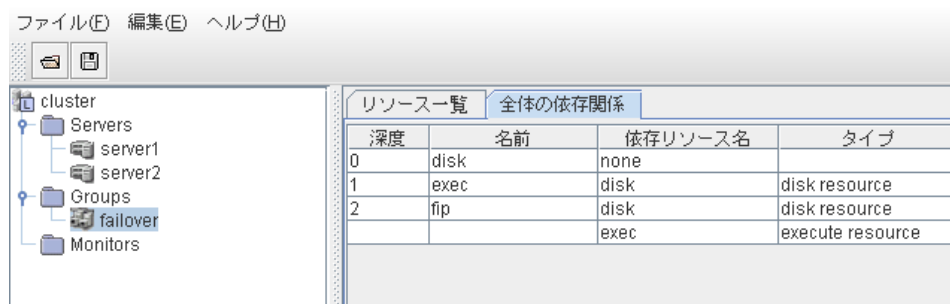 ファイル(F) 編集(E) ヘルプ(H)
cluster
Servers
server1
server2
Groups
failover
Monitors
リソース一覧 全体の依存関係
深度 名前 依存リソース名 タイプ
0 disk none
1 exec disk disk resource
2 fip disk disk resource
exec execute resource